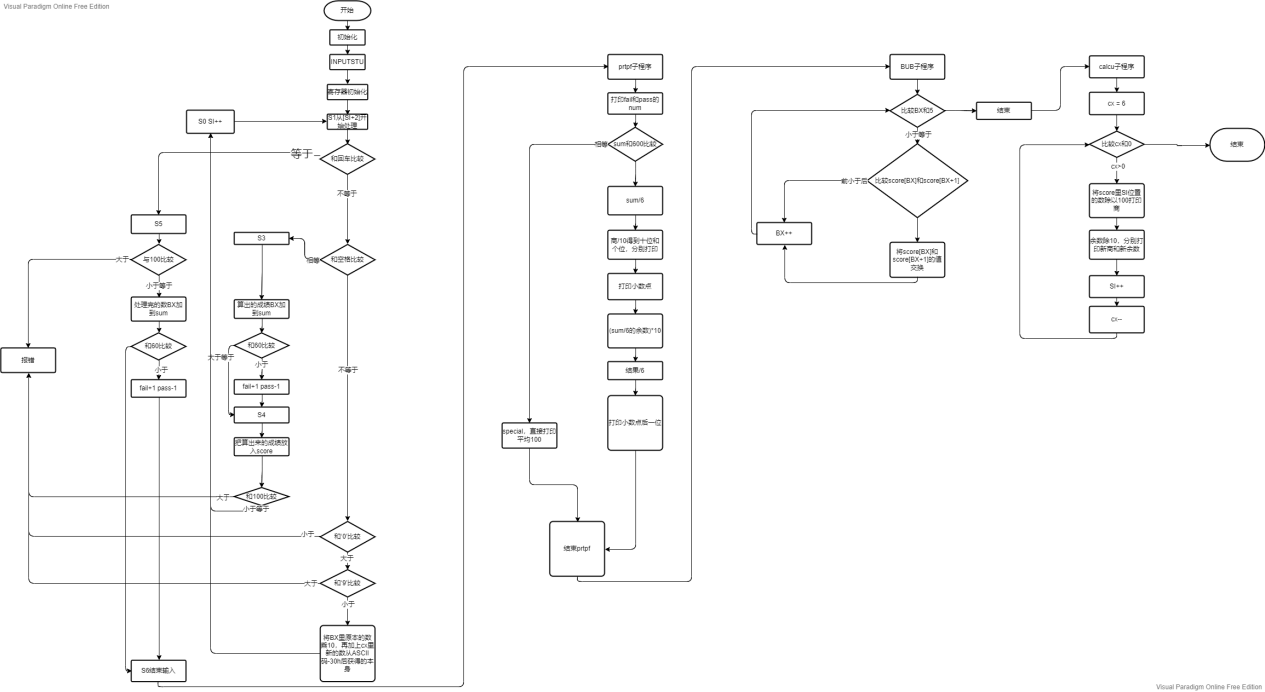 Visual Paradigm Online Free Edition
开始
初始化
INPUTSTU
寄存器初始化
S0 SI++
S1从[SI+2]开
始处理
等于
和回车比较
不等于
S5
S3
与100比较
大于
小于等于
相等
和空格比较
处理完的数BX加
到sum
算出的成绩BX加
到sum
和60比较
和60比较
大于等于
小于
小于
报错
不等于
fail+1 pass-1
fail+1 pass-1
S4
把算出来的成绩放
入score
和100比较
大于
小于等于
小于
和'0'比较
大于
大于
和'9'比较
小于
将BX里原本的数
乘10，再加上cx里
新的数从ASCII
码-30h后获得的本
身
S6结束输入
prtpf子程序
打印fail和pass的
num
相等
sum和600比较
sum/6
商/10得到十位和
个位，分别打印
打印小数点
(sum/6的余数)*10
结果/6
打印小数点后一位
special，直接打印
平均100
结束prtpf
BUB子程序
比较BX和5
结束
小于等于
前小于后
比较score[BX]和score[BX+1]
BX++
将score[BX]和
score[BX+1]的值
交换
calcu子程序
cx = 6
比较cx和0
结束
cx>0
将score里SI位置
的数除以100打印
商
余数除10，分别打
印新商和新余数
SI++
cx--
Visual Paradigm Online Free Edition